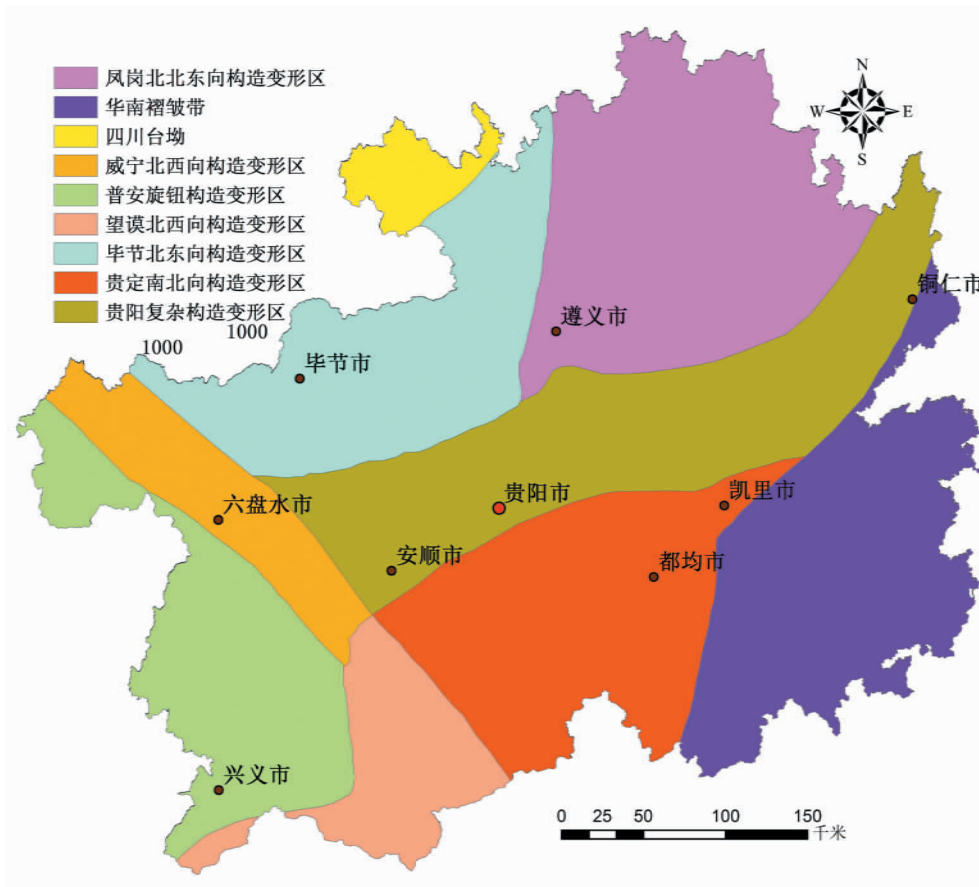 凤岗北北东向构造变形区
华南褶皱带
四川台坳
威宁北西向构造变形区
普安旋钮构造变形区
望谟北西向构造变形区
毕节北东向构造变形区
贵定南北向构造变形区
贵阳复杂构造变形区
N
W
E
S
铜仁市
遵义市
1000
1000
毕节市
六盘水市
贵阳市
凯里市
安顺市
都均市
兴义市
0 25 50 100 150
千米